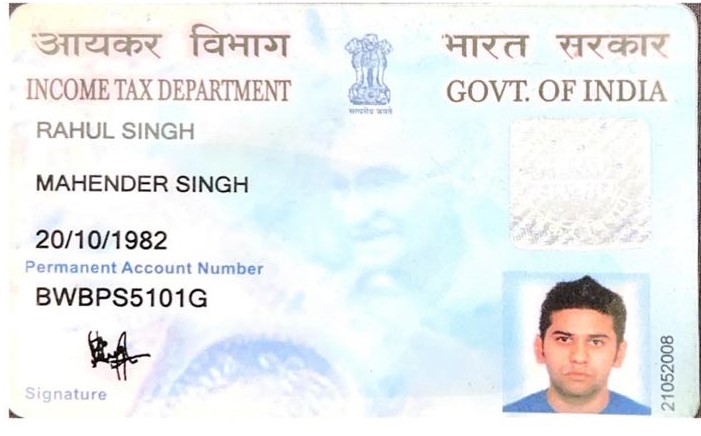 आयकर विभाग
भारत सरकार
INCOME TAX DEPARTMENT
GOVT. OF INDIA
सत्यमेव जयते
RAHUL SINGH
MAHENDER SINGH
20/10/1982
Permanent Account Number
BWBPS5101G
Signature
21052008